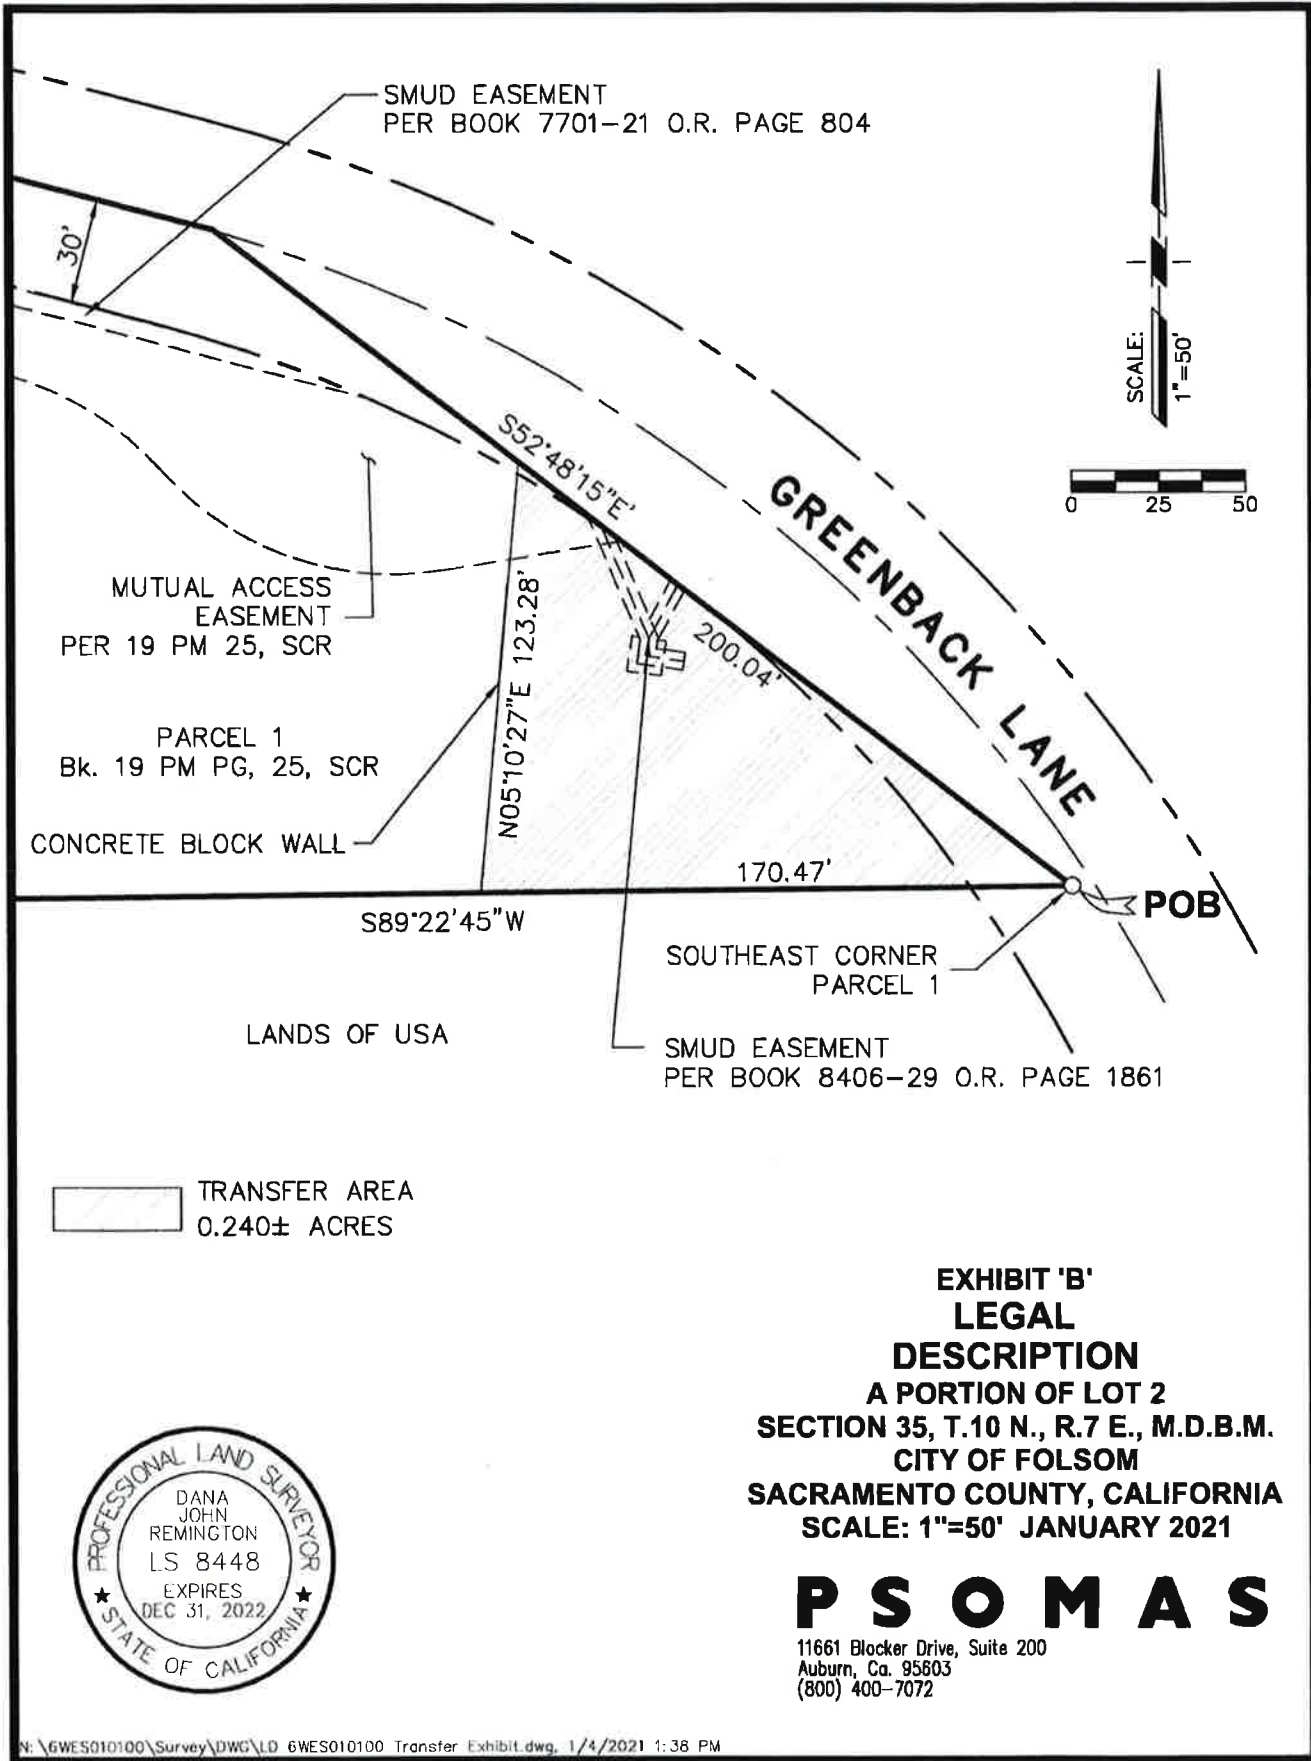 SMUD EASEMENT
PER BOOK 7701-21 O.R. PAGE 804
30'
SCALE:
1"=50'
0 25 50
S52°48'15"E'
GREENBACK LANE
MUTUAL ACCESS
EASEMENT
PER 19 PM 25, SCR
N05°10'27"E 123.28'
200.04'
PARCEL 1
Bk. 19 PM PG, 25, SCR
CONCRETE BLOCK WALL
170.47'
S89°22'45"W
POB
SOUTHEAST CORNER
PARCEL 1
LANDS OF USA
SMUD EASEMENT
PER BOOK 8406-29 O.R. PAGE 1861
TRANSFER AREA
0.240± ACRES
EXHIBIT 'B'
LEGAL
DESCRIPTION
A PORTION OF LOT 2
SECTION 35, T.10 N., R.7 E., M.D.B.M.
CITY OF FOLSOM
SACRAMENTO COUNTY, CALIFORNIA
SCALE: 1"=50' JANUARY 2021
PROFESSIONAL LAND SURVEYOR
DANA
JOHN
REMINGTON
LS 8448
EXPIRES
DEC 31, 2022
STATE OF CALIFORNIA
PSOMAS
11661 Blocker Drive, Suite 200
Auburn, Ca. 95603
(800) 400-7072
N:\6WES010100\Survey\DWG\LD 6WES010100 Transfer Exhibit.dwg, 1/4/2021 1:38 PM